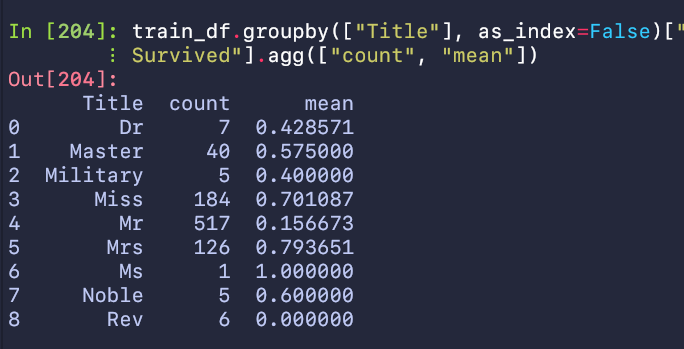 In [204]: train_df.groupby(["Title"], as_index=False)["
⋮ Survived"].agg(["count", "mean"])
Out[204]:
Title count mean
0 Dr 7 0.428571
1 Master 40 0.575000
2 Military 5 0.400000
3 Miss 184 0.701087
4 Mr 517 0.156673
5 Mrs 126 0.793651
6 Ms 1 1.000000
7 Noble 5 0.600000
8 Rev 6 0.000000